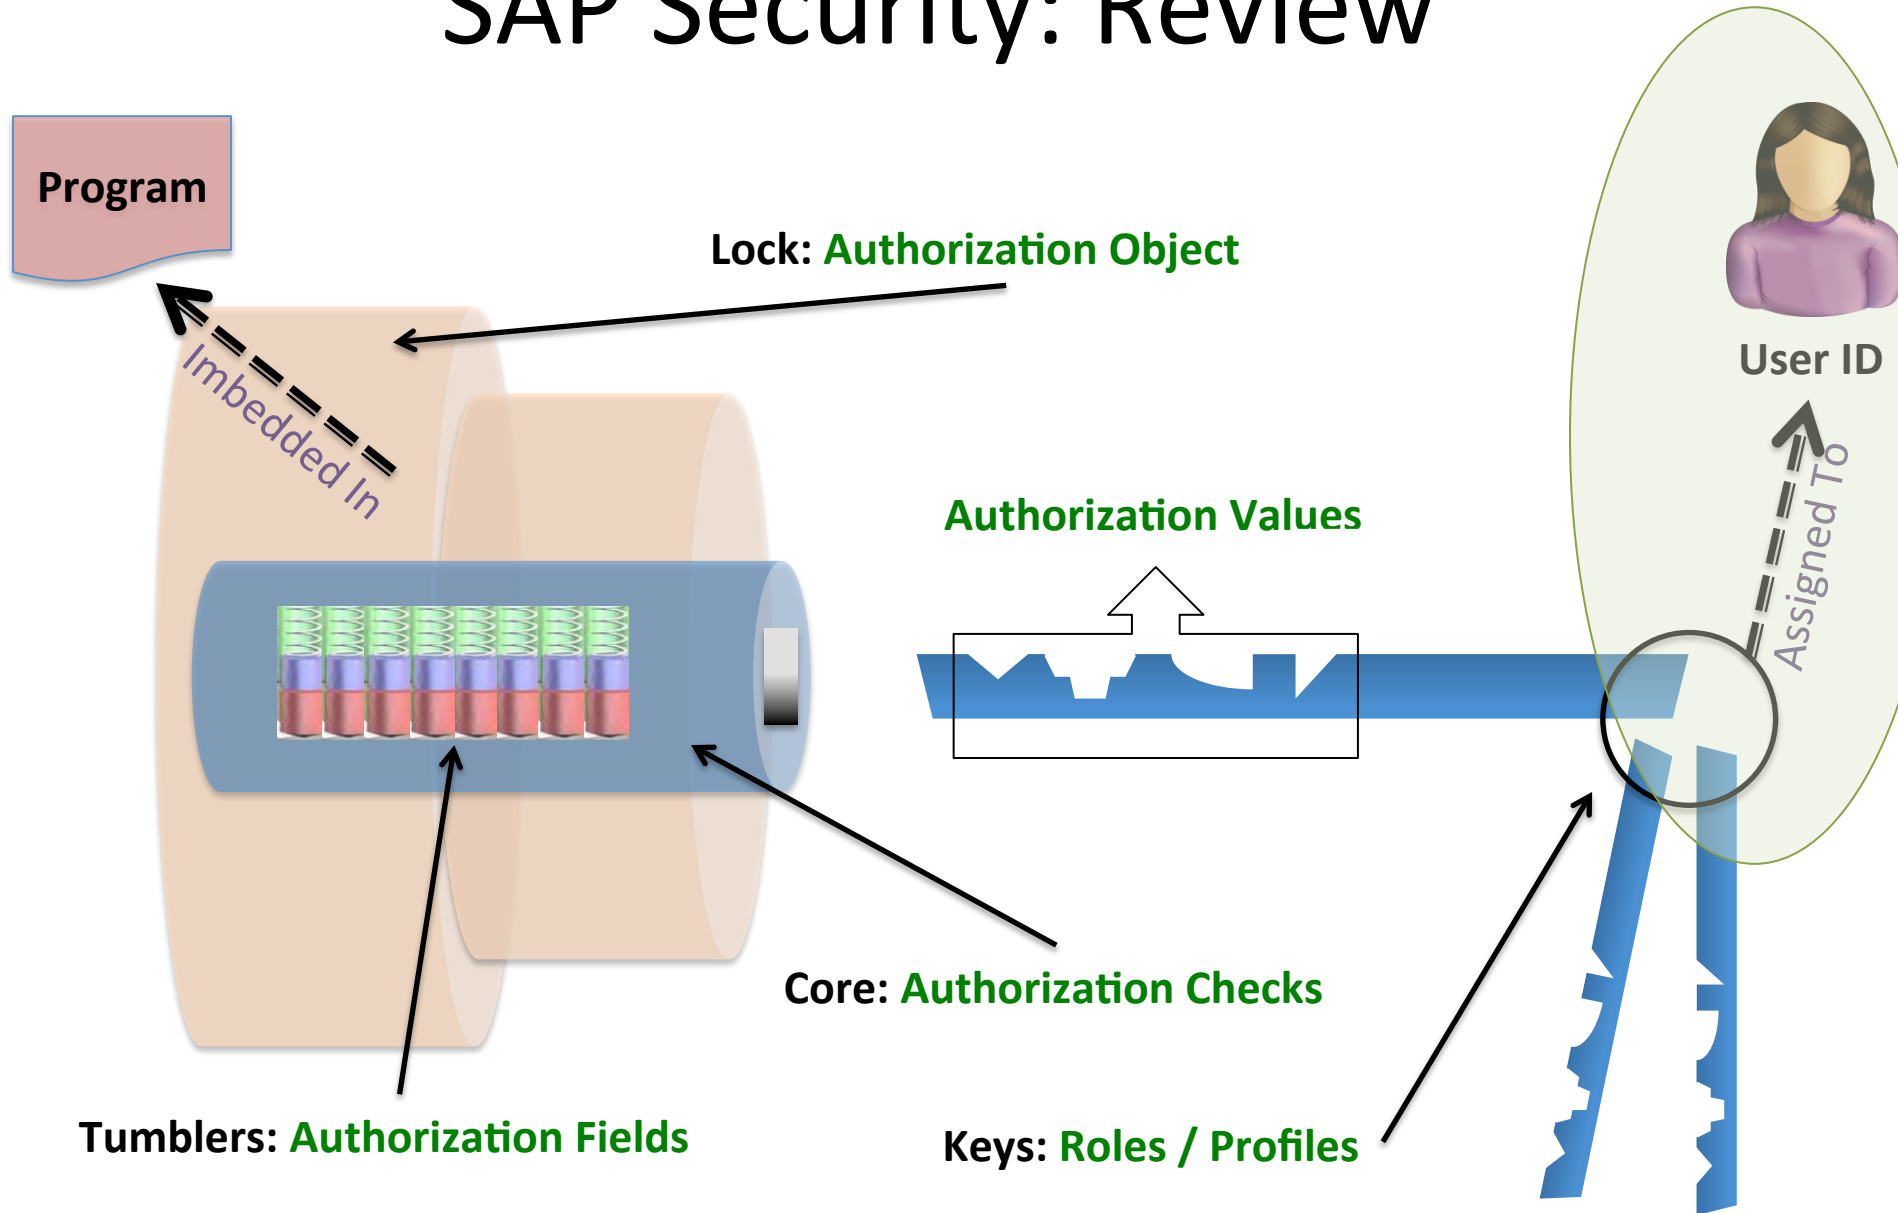 SAP Security: Review
Program
Lock: Authorization Object
Imbedded In
User ID
Assigned To
Authorization Values
Core: Authorization Checks
Tumblers: Authorization Fields
Keys: Roles / Profiles